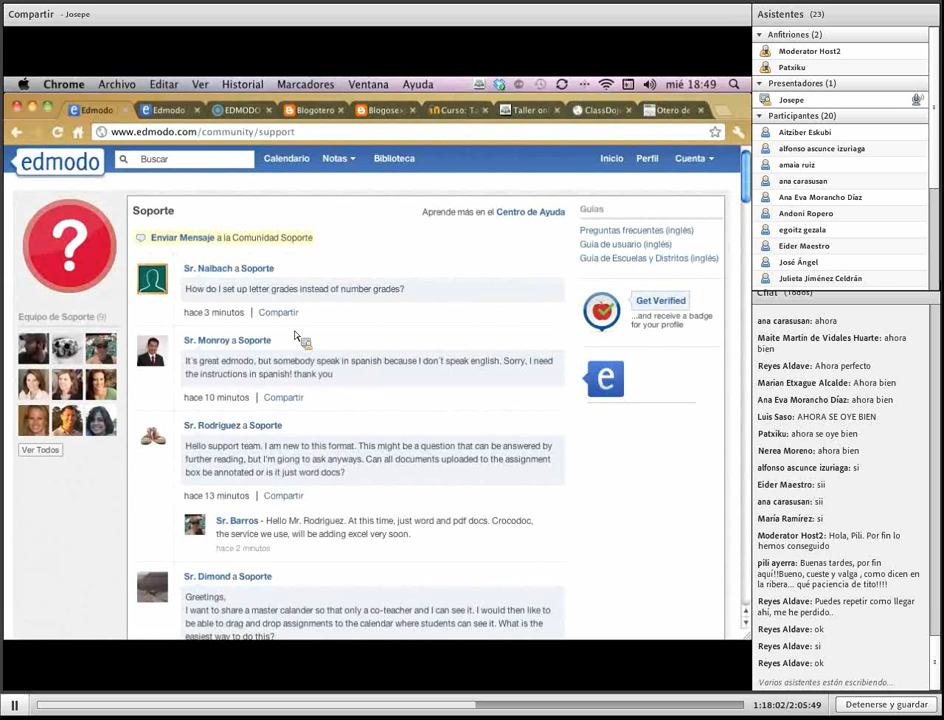 Compartir - Josepe
Chrome Archivo Editar Ver Historial Marcadores Ventana Ayuda mié 18:49
Edmodo Edmodo EDMODO Blogotero Blogose Curso: T Taller on ClassDoj Otero de
www.edmodo.com/community/support
edmodo Buscar Calendario Notas Biblioteca Inicio Perfil Cuenta
?
Equipo de Soporte (9)
Ver Todos
Soporte
Aprende más en el Centro de Ayuda
Enviar Mensaje a la Comunidad Soporte
Sr. Nalbach a Soporte
How do I set up letter grades instead of number grades?
hace 3 minutos | Compartir
Sr. Monroy a Soporte
It's great edmodo, but somebody speak in spanish because I don´t speak english. Sorry, I need
the instructions in spanish! thank you
hace 10 minutos | Compartir
Sr. Rodriguez a Soporte
Hello support team. I am new to this format. This might be a question that can be answered by
further reading, but I'm giong to ask anyways. Can all documents uploaded to the assignment
box be annotated or is it just word docs?
hace 13 minutos | Compartir
Sr. Barros - Hello Mr. Rodriguez. At this time, just word and pdf docs. Crocodoc,
the service we use, will be adding excel very soon.
hace 2 minutos
Sr. Dimond a Soporte
Greetings,
I want to share a master calander so that only a co-teacher and I can see it. I would then like to
be able to drag and drop assignments to the calendar where students can see it. What is the
easiest way to do this?
Guías
Preguntas frecuentes (inglés)
Guía de usuario (inglés)
Guía de Escuelas y Distritos (inglés)
Get Verified
...and receive a badge
for your profile
e
Asistentes (23)
Anfitriones (2)
Moderator Host2
Patxiku
Presentadores (1)
Josepe
Participantes (20)
Aitziber Eskubi
alfonso ascunce izuriaga
amaia ruiz
ana carasusan
Ana Eva Morancho Díaz
Andoni Ropero
egoitz gezala
Eider Maestro
José Ángel
Julieta Jiménez Celdrán
Chat (Todos)
ana carasusan: ahora
Maite Martin de Vidales Huarte: ahora
bien
Reyes Aldave: Ahora perfecto
Marian Etxague Alcalde: Ahora bien
Ana Eva Morancho Díaz: ahora bien
Luis Saso: AHORA SE OYE BIEN
Patxiku: ahora se oye bien
Nerea Moreno: ahora bien
alfonso ascunce izuriaga: si
Eider Maestro: sii
ana carasusan: sii
María Ramírez: si
Moderator Host2: Hola, Pili. Por fin lo
hemos conseguido
pili ayerra: Buenas tardes, por fin
aquí!!Bueno, cueste y valga , como dicen en
la ribera... qué paciencia de tito!!!!
Reyes Aldave: Puedes repetir como llegar
ahí, me he perdido..
Reyes Aldave: ok
Reyes Aldave: si
Reyes Aldave: ok
Varios asistentes están escribiendo...
1:18:02/2:05:49 Detenerse y guardar